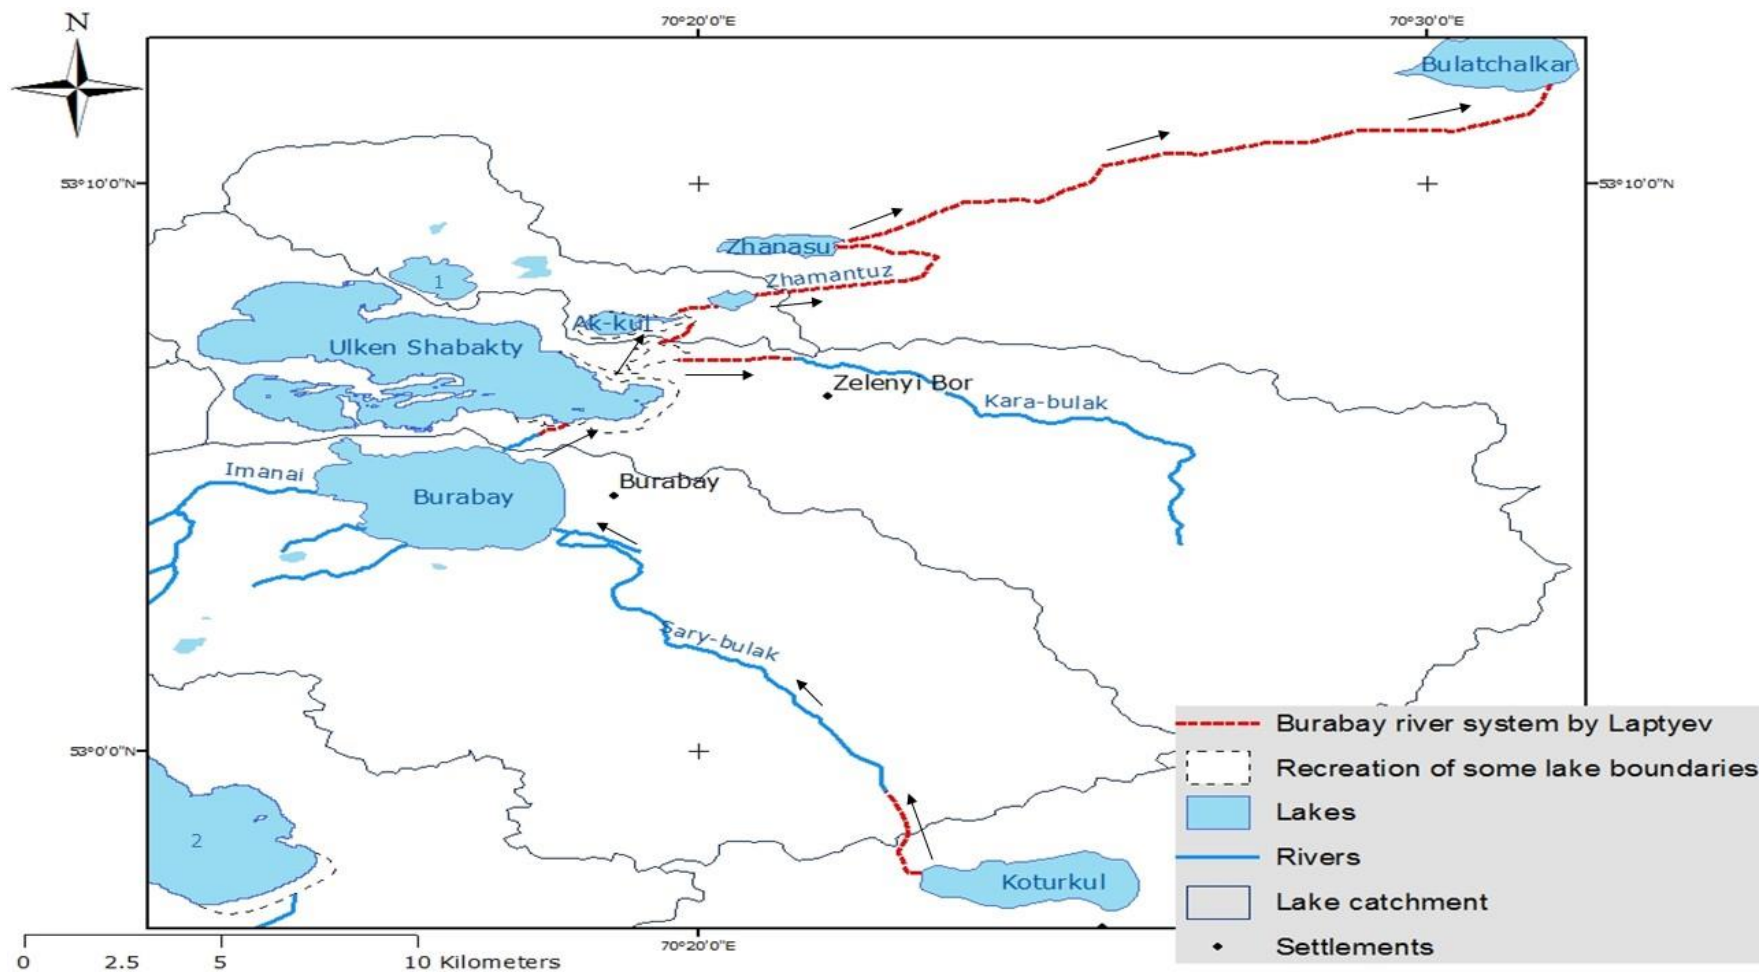 N
70°20'0"E
70°30'0"E
Bulatchalkar
53°10'0"N
53°10'0"N
Zhanasu
Zhamantuz
1
Ak-kul
Ulken Shabakty
Zelenyi Bor
Kara-bulak
Imanai
Burabay
Burabay
Sary-bulak
53°0'0"N
2
Koturkul
Burabay river system by Laptyev
Recreation of some lake boundaries
Lakes
Rivers
Lake catchment
Settlements
70°20'0"E
0 2.5 5 10 Kilometers